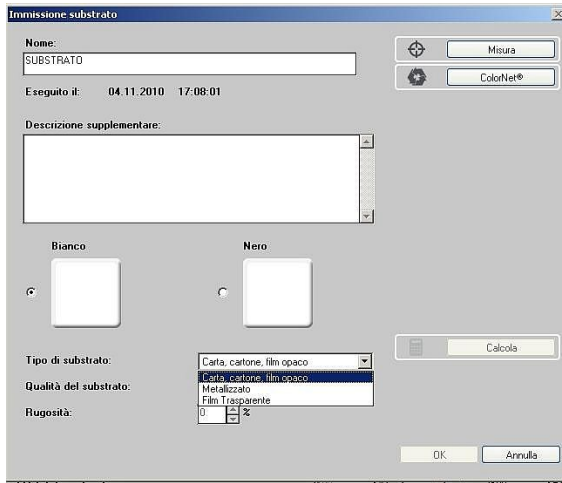 Immissione substrato
Nome:
SUBSTRATO
Misura
ColorNet®
Eseguito il: 04.11.2010 17:08:01
Descrizione supplementare:
Bianco Nero
Tipo di substrato: Carta, cartone, film opaco
Calcola
Carta, cartone, film opaco
Qualità del substrato:
Metallizzato
Film Trasparente
Rugosità: 0 %
OK Annulla